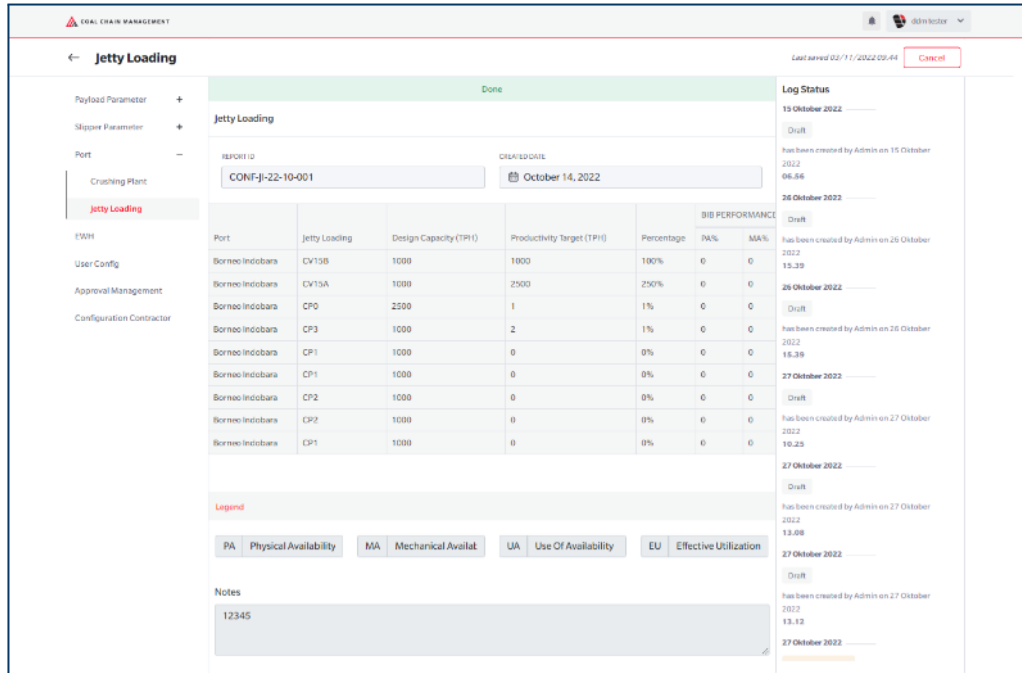 COAL CHAIN MANAGEMENT
ddm tester
← Jetty Loading
Last saved 03/11/2022 09.44
Cancel
Payload Parameter +
Slipper Parameter +
Port −
Crushing Plant
Jetty Loading
EWH
User Config
Approval Management
Configuration Contractor
Done
Jetty Loading
REPORT ID
CREATED DATE
CONF-JI-22-10-001
October 14, 2022
BIB PERFORMANCE
Port Jetty Loading Design Capacity (TPH) Productivity Target (TPH) Percentage PA% MA%
Borneo Indobara CV15B 1000 1000 100% 0 0
Borneo Indobara CV15A 1000 2500 250% 0 0
Borneo Indobara CP0 2500 1 1% 0 0
Borneo Indobara CP3 1000 2 1% 0 0
Borneo Indobara CP1 1000 0 0% 0 0
Borneo Indobara CP1 1000 0 0% 0 0
Borneo Indobara CP2 1000 0 0% 0 0
Borneo Indobara CP2 1000 0 0% 0 0
Borneo Indobara CP1 1000 0 0% 0 0
Legend
PA Physical Availability MA Mechanical Availat UA Use Of Availability EU Effective Utilization
Notes
12345
Log Status
15 Oktober 2022
Draft
has been created by Admin on 15 Oktober
2022
06.56
26 Oktober 2022
Draft
has been created by Admin on 26 Oktober
2022
15.39
26 Oktober 2022
Draft
has been created by Admin on 26 Oktober
2022
15.39
27 Oktober 2022
Draft
has been created by Admin on 27 Oktober
2022
10.25
27 Oktober 2022
Draft
has been created by Admin on 27 Oktober
2022
13.08
27 Oktober 2022
Draft
has been created by Admin on 27 Oktober
2022
13.12
27 Oktober 2022